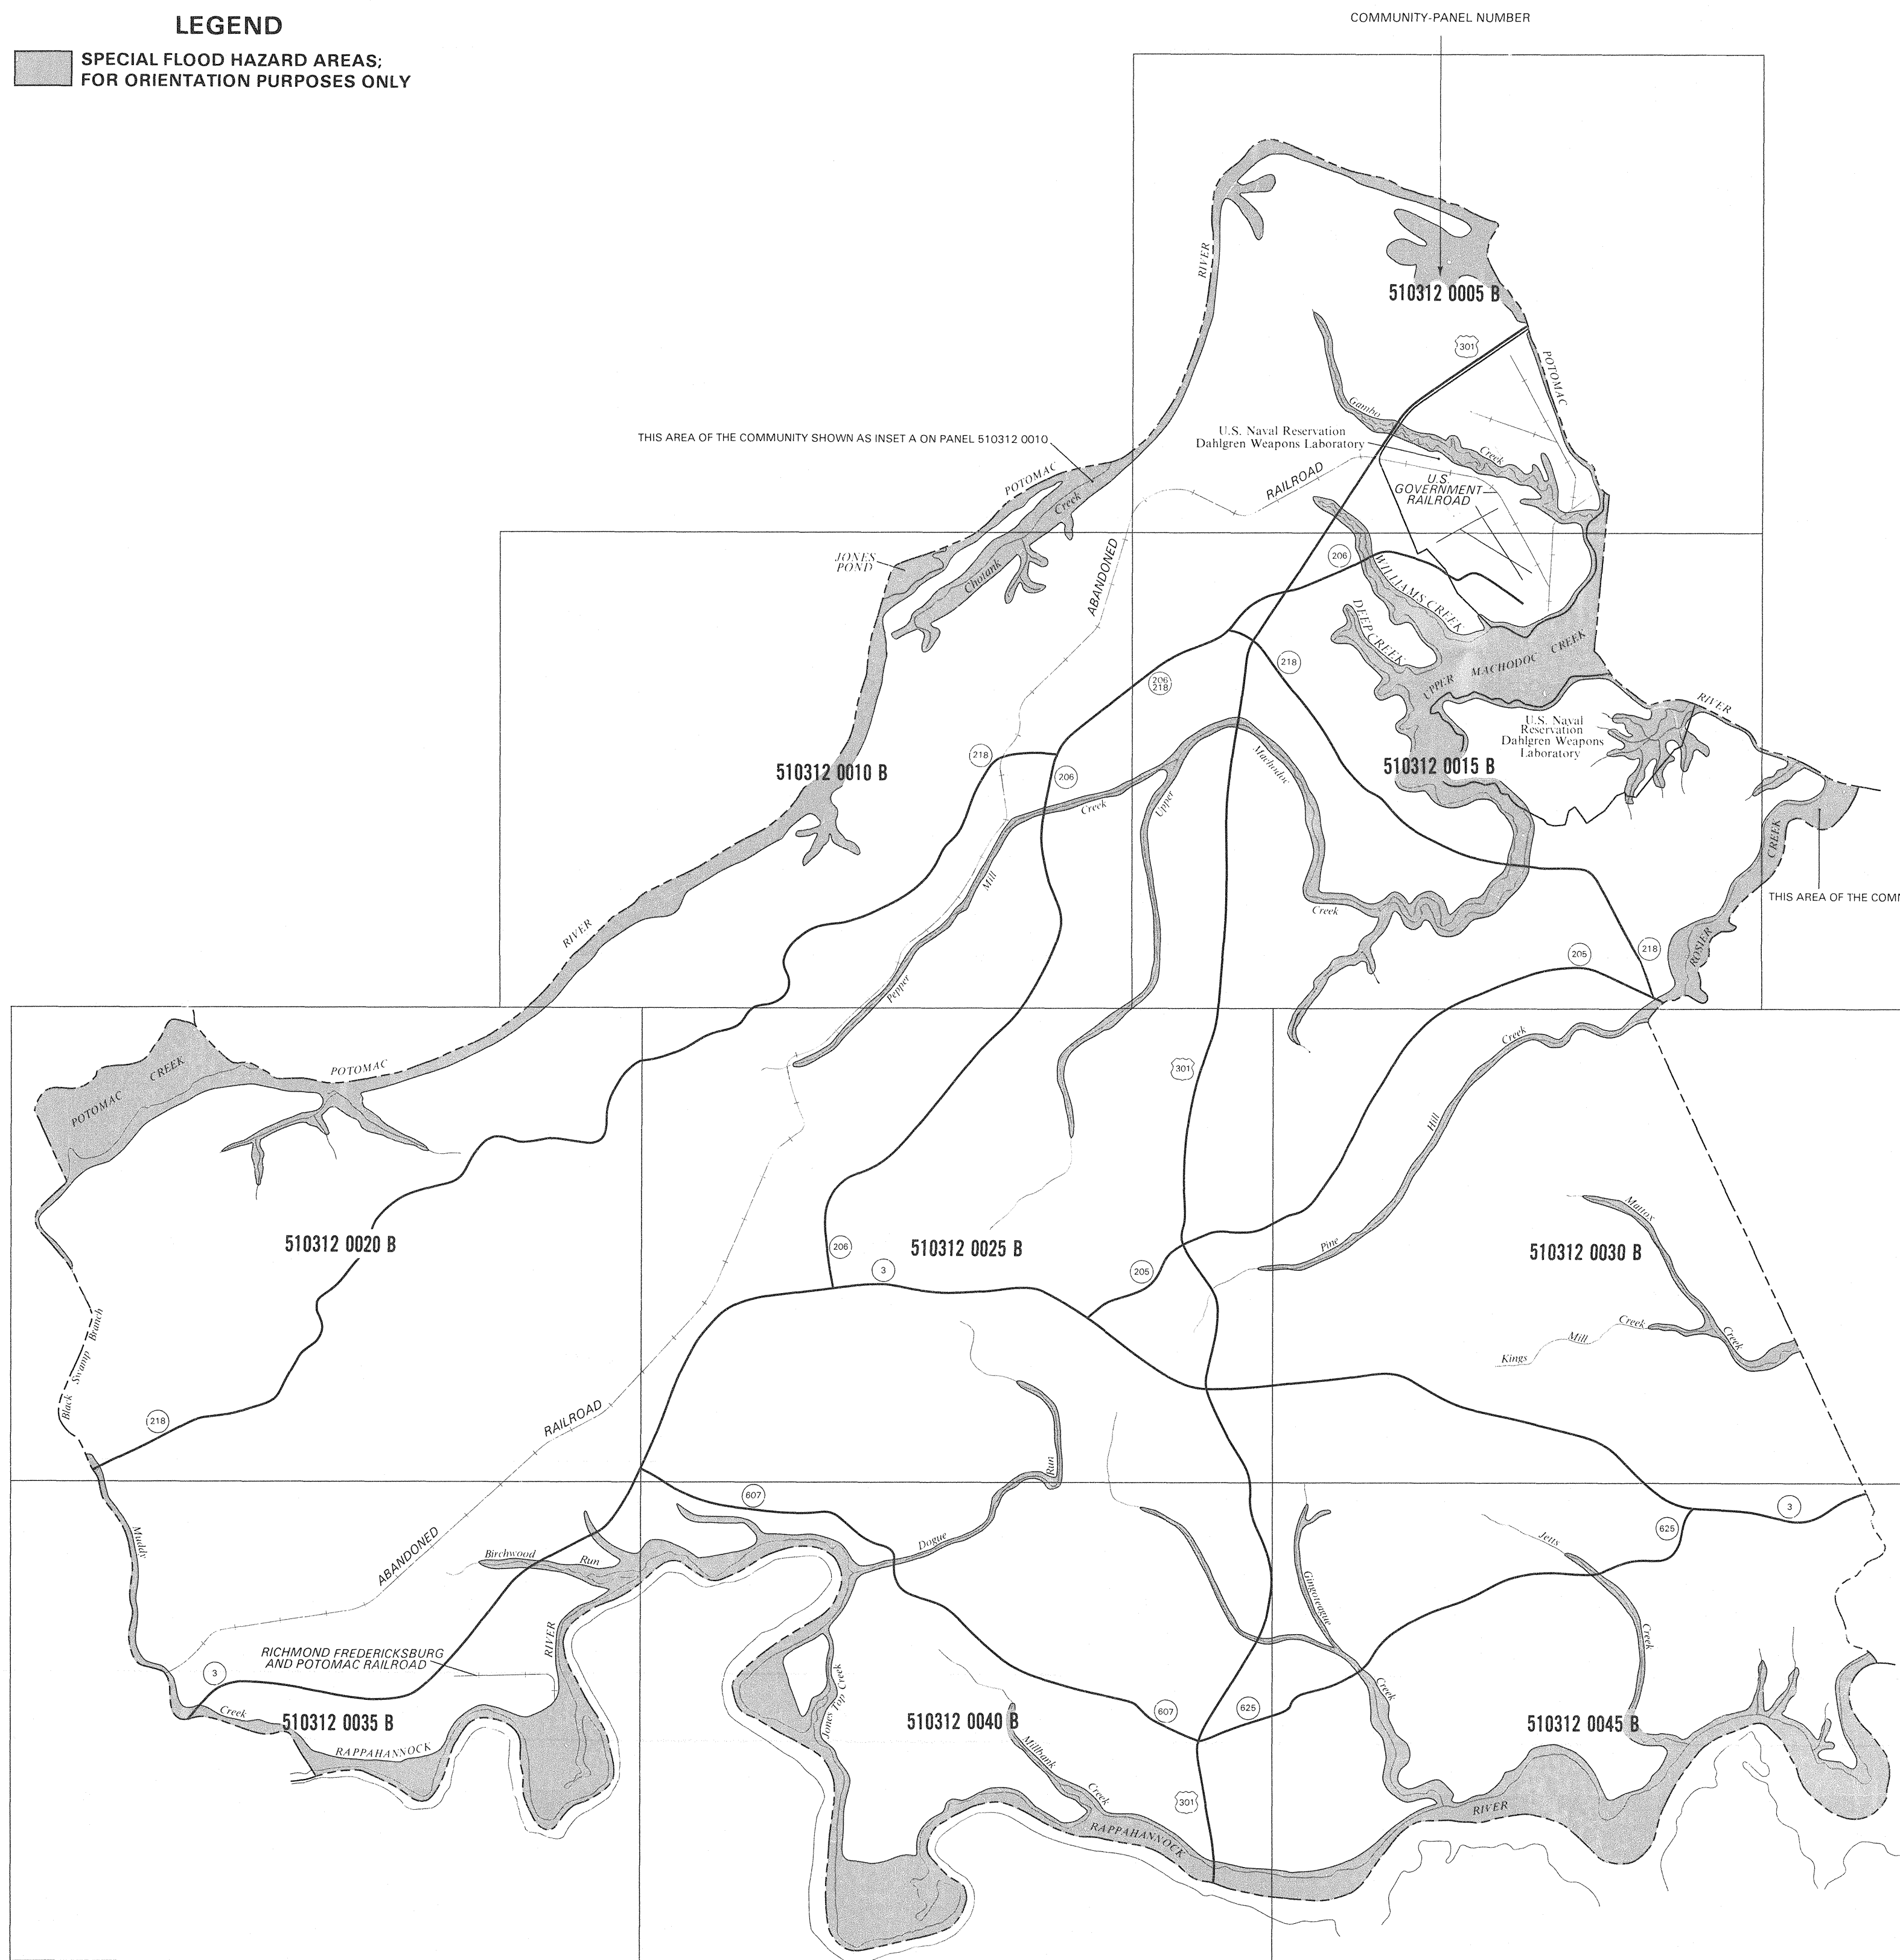 LEGEND
SPECIAL FLOOD HAZARD AREAS;
FOR ORIENTATION PURPOSES ONLY
COMMUNITY-PANEL NUMBER
RIVER
510312 0005 B
301
POTOMAC
Gambo
U.S. Naval Reservation
Dahlgren Weapons Laboratory
THIS AREA OF THE COMMUNITY SHOWN AS INSET A ON PANEL 510312 0010
Creek
POTOMAC
RAILROAD
U.S.
GOVERNMENT
RAILROAD
Creek
JONES
POND
206
Chotank
ABANDONED
WILLIAMS CREEK
DEEP CREEK
218
UPPER MACHODOC CREEK
206
218
RIVER
U.S. Naval
Reservation
Dahlgren Weapons
Laboratory
218
Machodoc
510312 0010 B
206
510312 0015 B
Creek
Upper
CREEK
Mill
THIS AREA OF THE COM
Creek
RIVER
205
218
ROSIER
Pepper
Creek
POTOMAC CREEK
POTOMAC
301
Hill
Mattox
510312 0020 B
206
510312 0025 B
Pine
510312 0030 B
3
205
Creek
Mill
Kings
Creek
Black Swamp Branch
218
RAILROAD
Run
607
3
625
Muddy
ABANDONED
Birchwood Run
Dogue
Jetts
Gingoteague
RIVER
Creek
RICHMOND FREDERICKSBURG
AND POTOMAC RAILROAD
3
Jones Top Creek
Creek
607
625
Creek
510312 0035 B
510312 0040 B
510312 0045 B
RAPPAHANNOCK
Millbank
Creek
301
RIVER
RAPPAHANNOCK